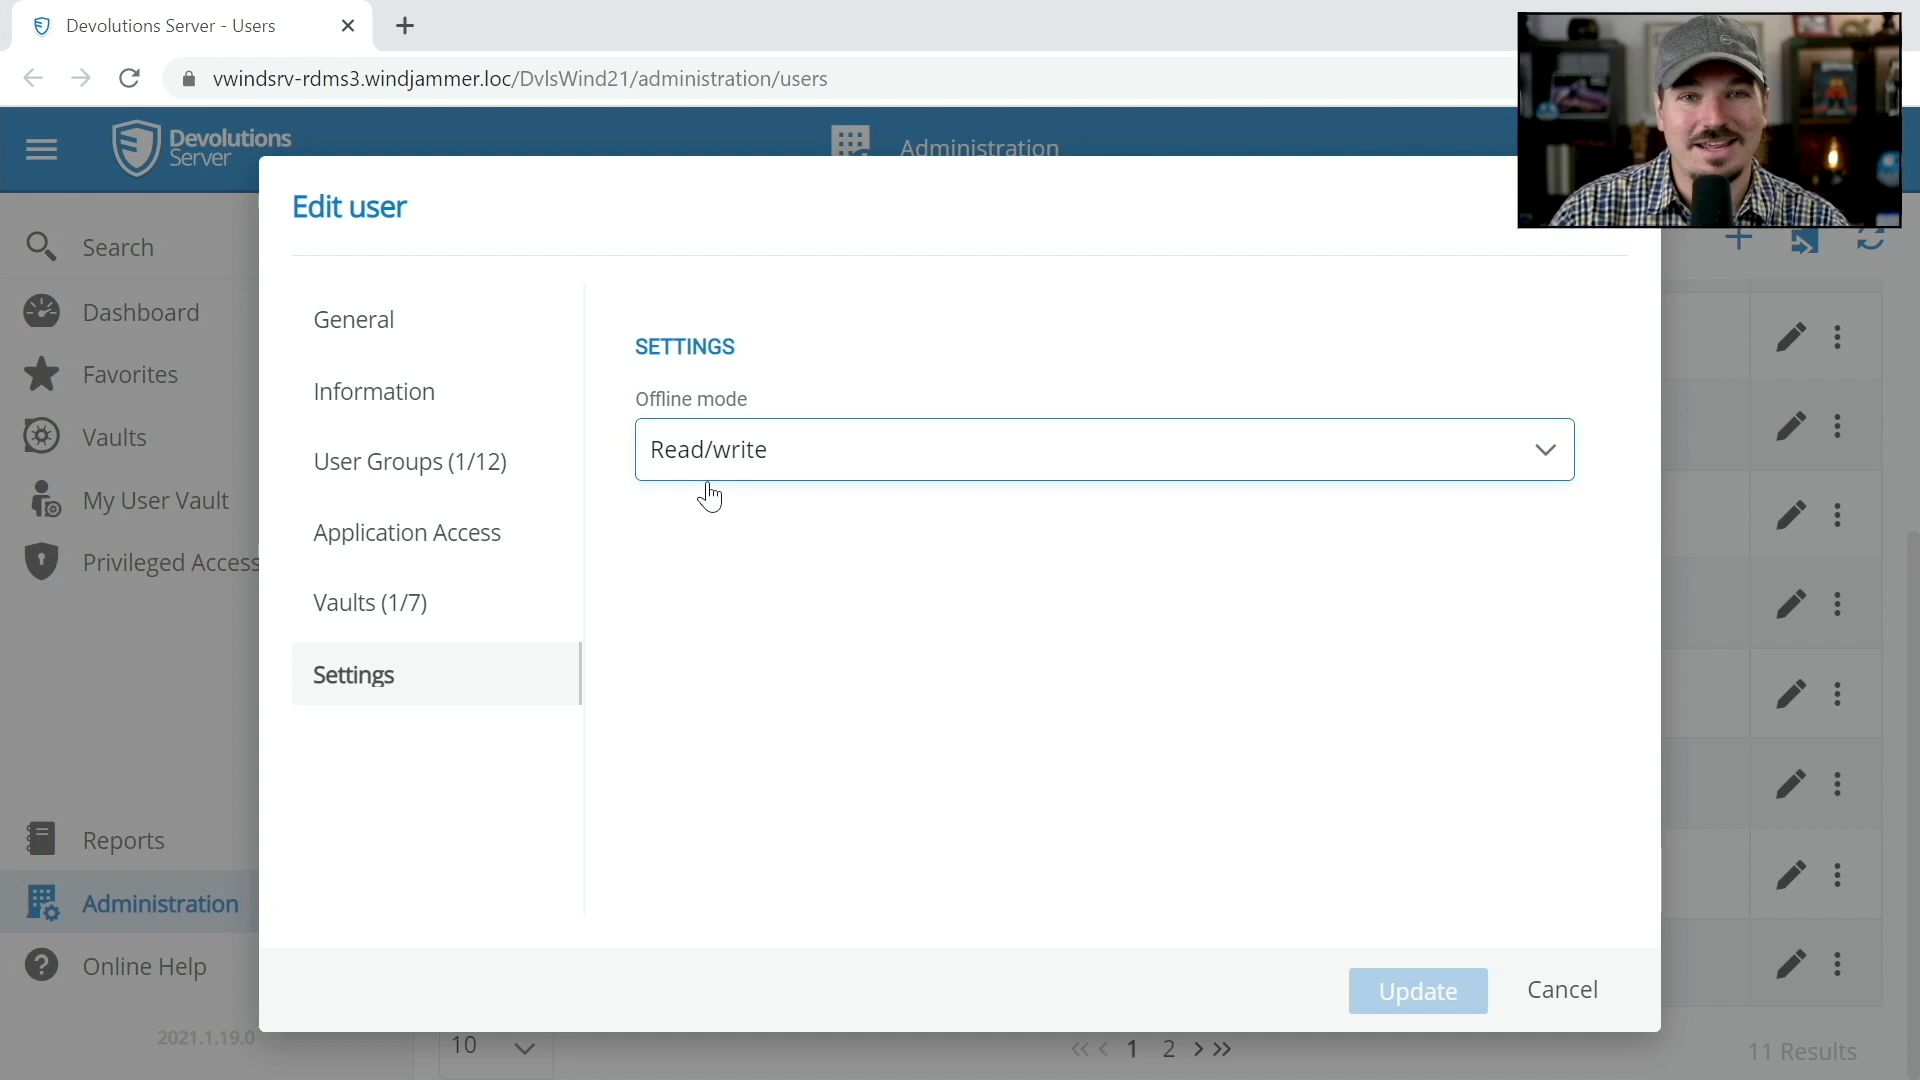 Devolutions Server - Users
vwindsrv-rdms3.windjammer.loc/DvlsWind21/administration/users
Devolutions
Server
Administration
Search
Dashboard
Favorites
Vaults
My User Vault
Privileged Access
Reports
Administration
Online Help
2021.1.19.0
Edit user
General
Information
User Groups (1/12)
Application Access
Vaults (1/7)
Settings
SETTINGS
Offline mode
Read/write
Update
Cancel
10
1 2
11 Results